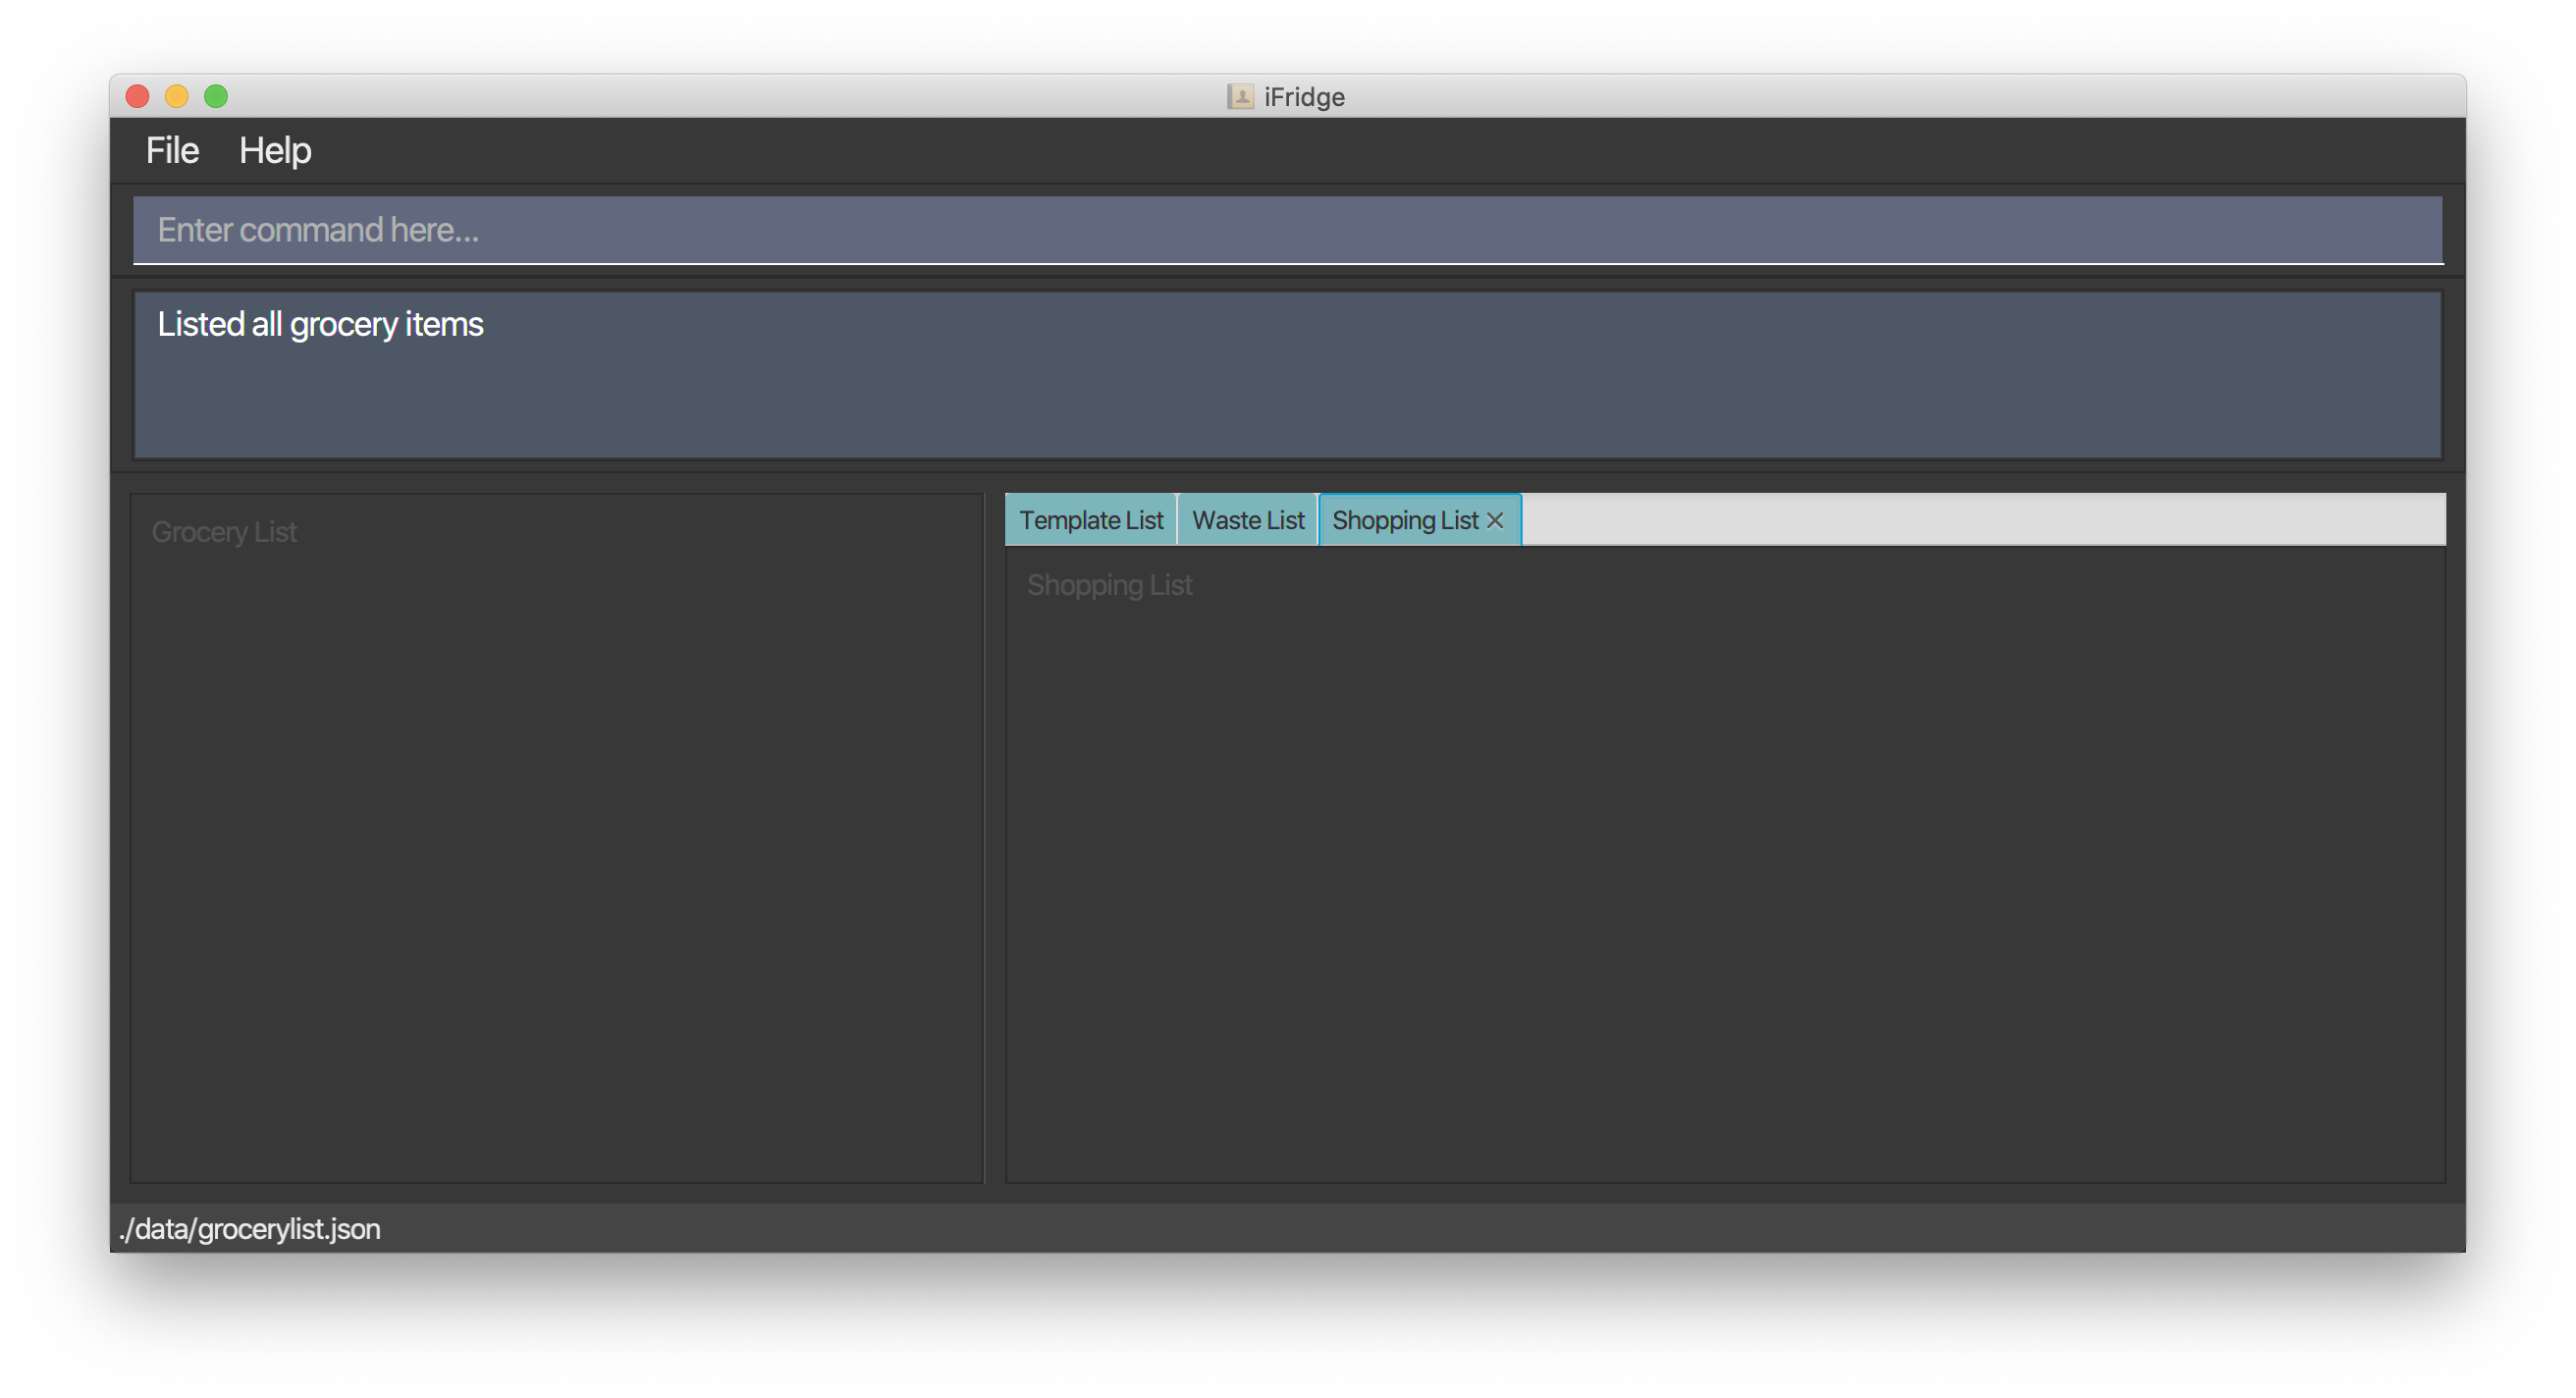 iFridge
File Help
Enter command here...
Listed all grocery items
Grocery List
Template List Waste List Shopping List
Shopping List
./data/grocerylist.json